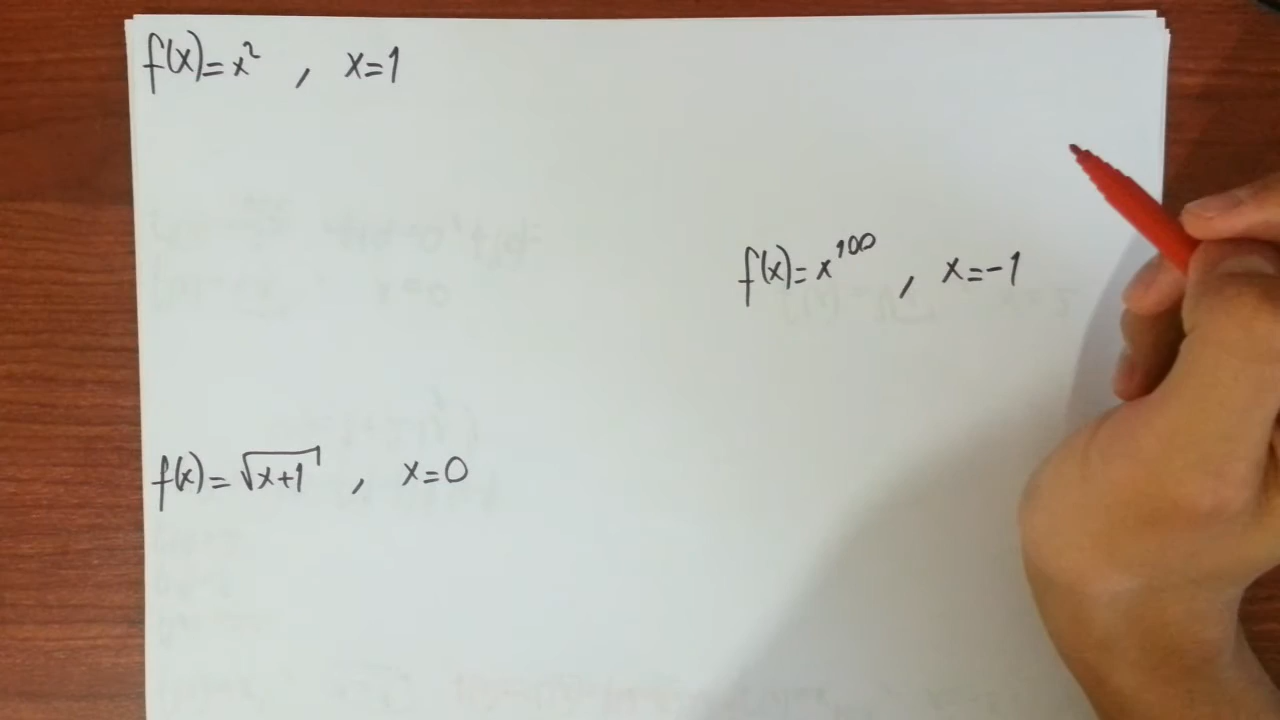 f(x)=x² , x=1
f(x)=x¹⁰⁰ , x=-1
f(x)=√(x+1) , x=0